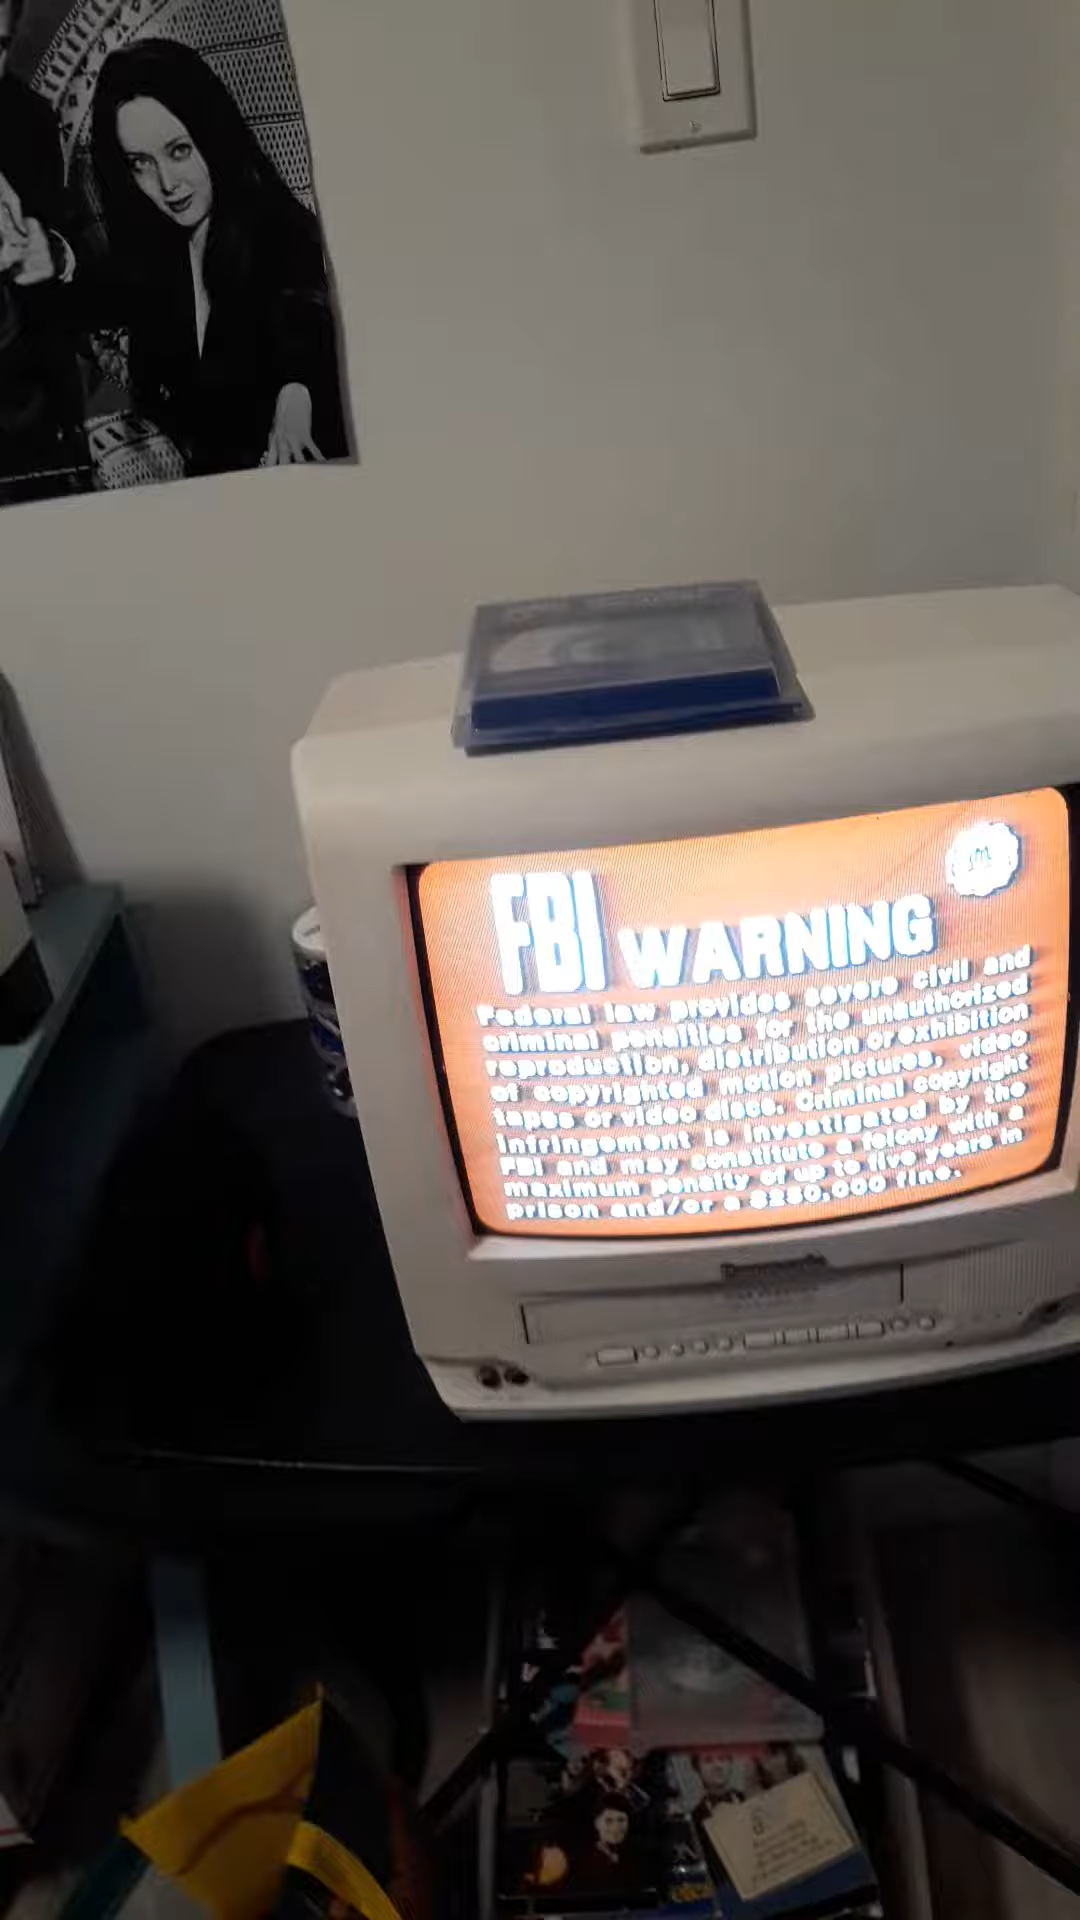 FBI WARNING
Federal law provides severe civil and
criminal penalties for the unauthorized
reproduction, distribution or exhibition
of copyrighted motion pictures, video
tapes or video discs. Criminal copyright
infringement is investigated by the
FBI and may constitute a felony with a
maximum penalty of up to five years in
prison and/or a $250,000 fine.
Panasonic